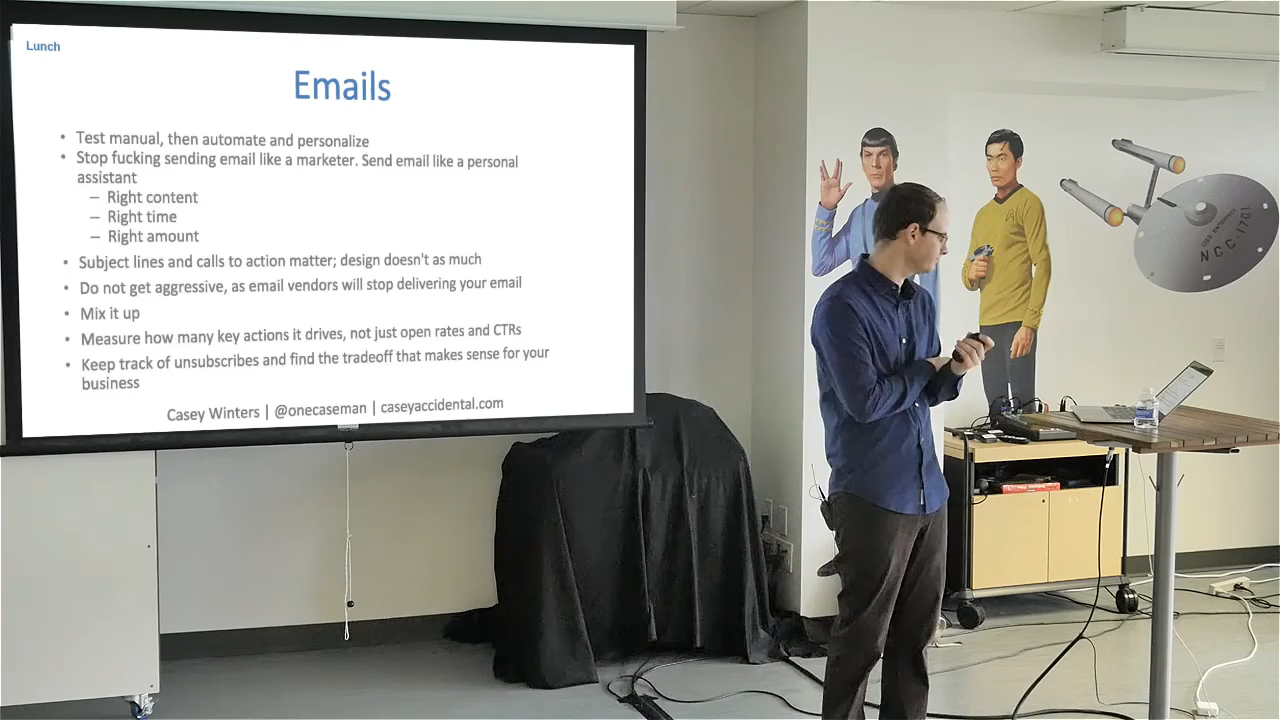 Lunch
Emails
• Test manual, then automate and personalize
• Stop fucking sending email like a marketer. Send email like a personal
assistant
– Right content
– Right time
– Right amount
• Subject lines and calls to action matter; design doesn't as much
• Do not get aggressive, as email vendors will stop delivering your email
• Mix it up
• Measure how many key actions it drives, not just open rates and CTRs
• Keep track of unsubscribes and find the tradeoff that makes sense for your
business
Casey Winters | @onecaseman | caseyaccidental.com
USS ENTERPRISE
NCC-1701